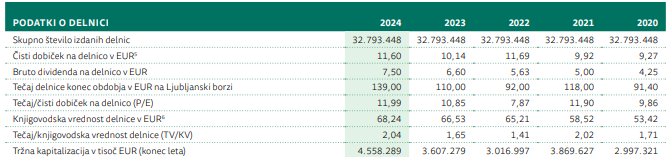 PODATKI O DELNICI 2024 2023 2022 2021 2020
Skupno število izdanih delnic 32.793.448 32.793.448 32.793.448 32.793.448 32.793.448
Čisti dobiček na delnico v EUR⁵ 11,60 10,14 11,69 9,92 9,27
Bruto dividenda na delnico v EUR 7,50 6,60 5,63 5,00 4,25
Tečaj delnice konec obdobja v EUR na Ljubljanski borzi 139,00 110,00 92,00 118,00 91,40
Tečaj/čisti dobiček na delnico (P/E) 11,99 10,85 7,87 11,90 9,86
Knjigovodska vrednost delnice v EUR⁶ 68,24 66,53 65,21 58,52 53,42
Tečaj/knjigovodska vrednost delnice (TV/KV) 2,04 1,65 1,41 2,02 1,71
Tržna kapitalizacija v tisoč EUR (konec leta) 4.558.289 3.607.279 3.016.997 3.869.627 2.997.321